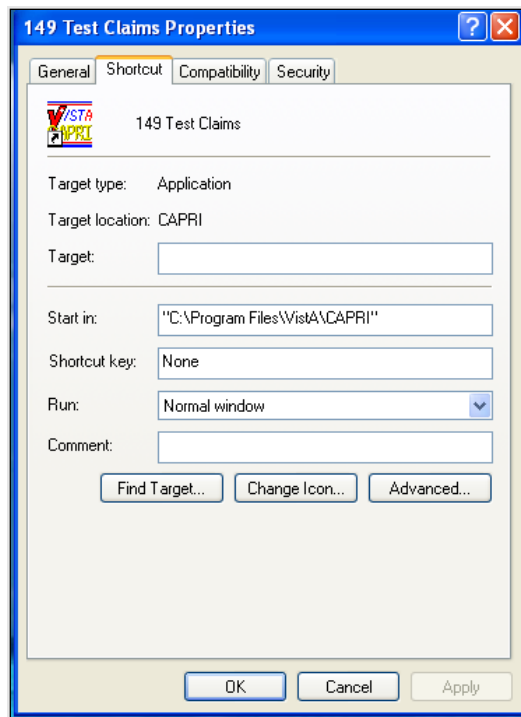 149 Test Claims Properties
General Shortcut Compatibility Security
VISTA
CAPRI
149 Test Claims
Target type: Application
Target location: CAPRI
Target:
Start in: "C:\Program Files\VistA\CAPRI"
Shortcut key: None
Run: Normal window
Comment:
Find Target... Change Icon... Advanced...
OK Cancel Apply